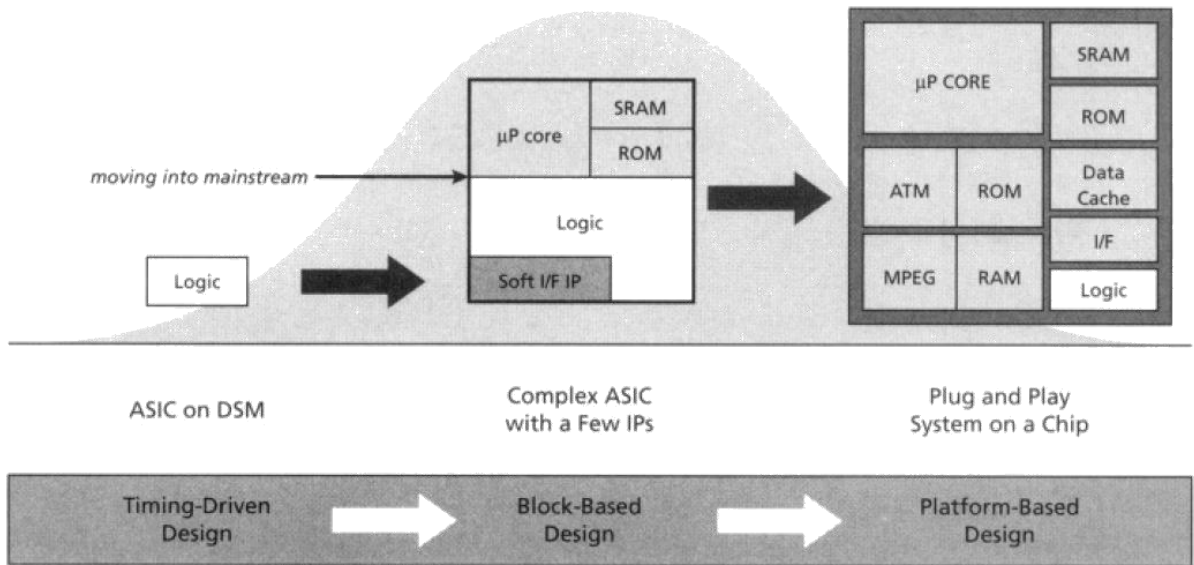 μP core
SRAM
ROM
moving into mainstream
Logic
Logic
Soft I/F IP
μP CORE
SRAM
ROM
ATM
ROM
Data
Cache
I/F
MPEG
RAM
Logic
ASIC on DSM
Complex ASIC
with a Few IPs
Plug and Play
System on a Chip
Timing-Driven
Design
Block-Based
Design
Platform-Based
Design